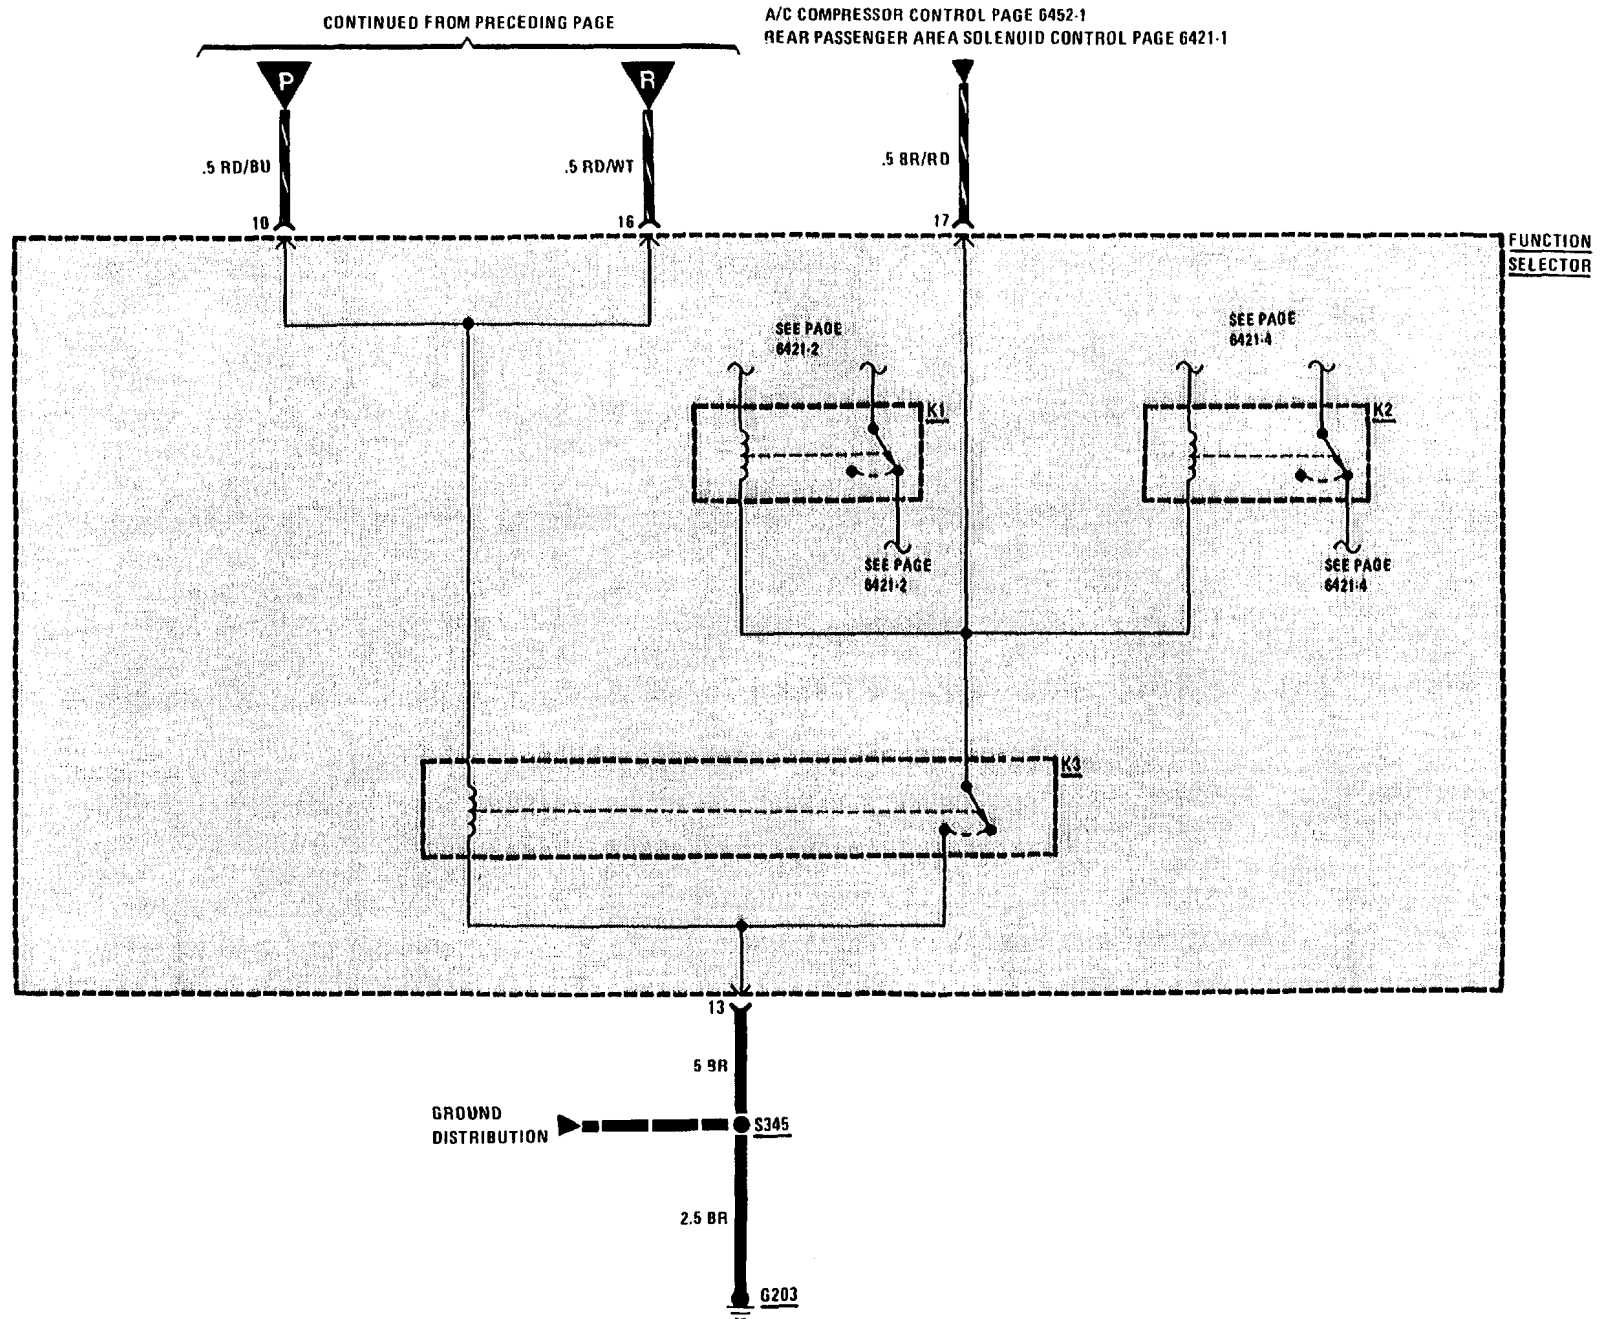 CONTINUED FROM PRECEDING PAGE
A/C COMPRESSOR CONTROL PAGE 6452-1
REAR PASSENGER AREA SOLENOID CONTROL PAGE 6421-1
P
R
.5 RD/BU
.5 RD/WT
.5 BR/RD
10
16
17
FUNCTION
SELECTOR
SEE PAGE
6421-2
SEE PAGE
6421-4
K1
K2
SEE PAGE
6421-2
SEE PAGE
6421-4
K3
13
5 BR
GROUND
DISTRIBUTION
S345
2.5 BR
G203